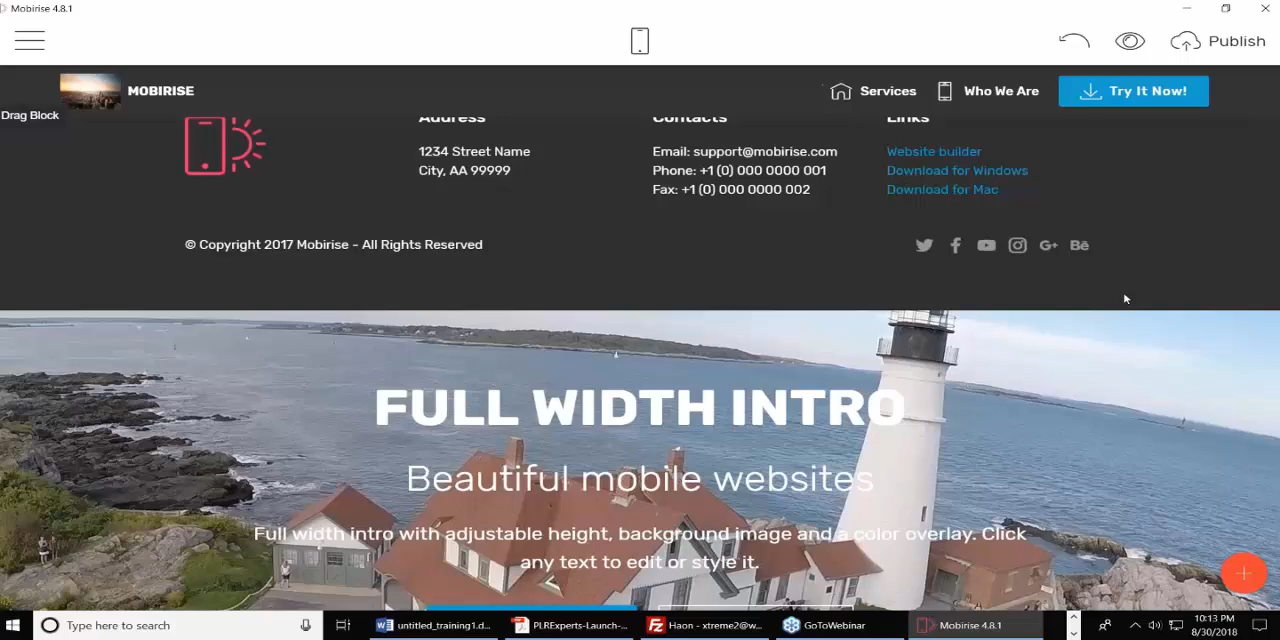 Mobirise 4.8.1
Publish
MOBIRISE
Services
Who We Are
Try It Now!
Drag Block
Address
Contacts
Links
1234 Street Name
City, AA 99999
Email: support@mobirise.com
Phone: +1 (0) 000 0000 001
Fax: +1 (0) 000 0000 002
Website builder
Download for Windows
Download for Mac
© Copyright 2017 Mobirise - All Rights Reserved
G+
Bē
FULL WIDTH INTRO
Beautiful mobile websites
Full width intro with adjustable height, background image and a color overlay. Click
any text to edit or style it.
Type here to search
untitled_training1.d...
PLRExperts-Launch-...
Haon - xtreme2@w...
GoToWebinar
Mobirise 4.8.1
10:13 PM
8/30/2018